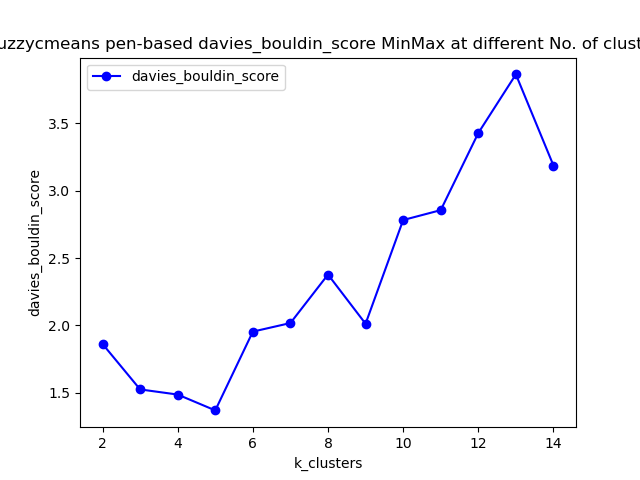 uzzycmeans pen-based davies_bouldin_score MinMax at different No. of clust
davies_bouldin_score
davies_bouldin_score
3.5
3.0
2.5
2.0
1.5
2 4 6 8 10 12 14
k_clusters